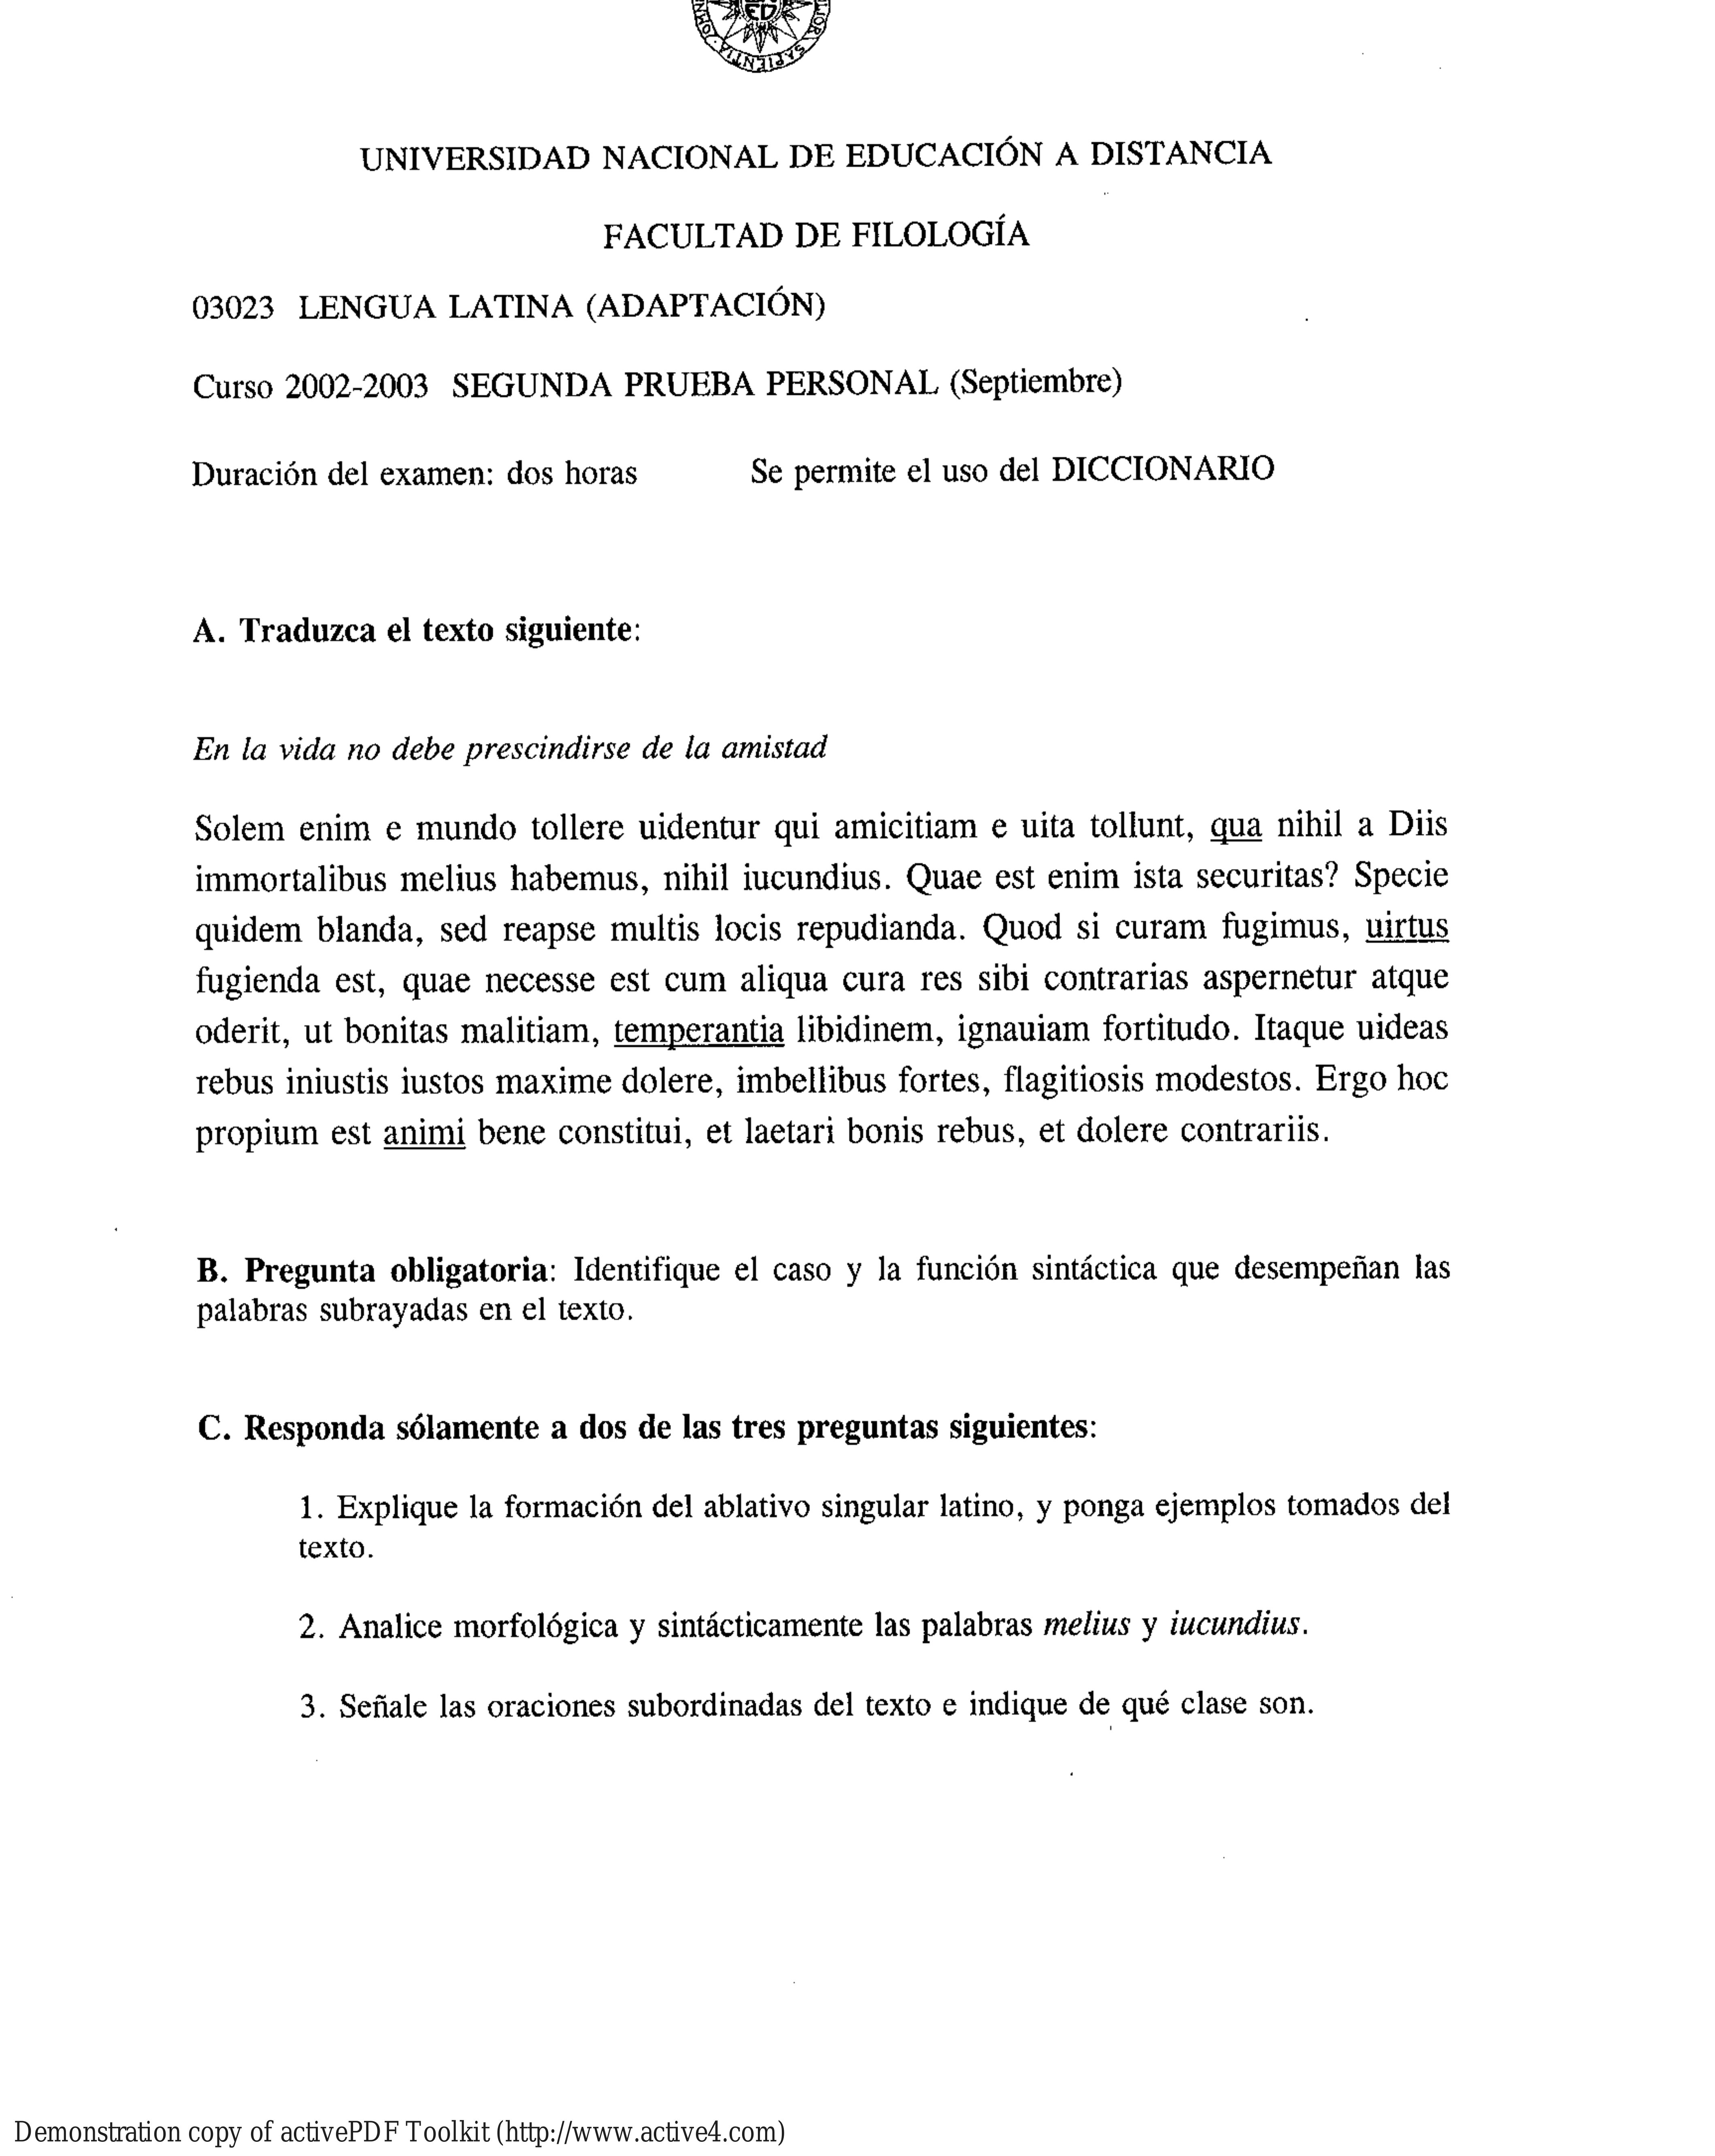 ED
SAPIENTIA
UNIVERSIDAD NACIONAL DE EDUCACIÓN A DISTANCIA
FACULTAD DE FILOLOGÍA
03023 LENGUA LATINA (ADAPTACIÓN)
Curso 2002-2003 SEGUNDA PRUEBA PERSONAL (Septiembre)
Duración del examen: dos horas Se permite el uso del DICCIONARIO
A. Traduzca el texto siguiente:
En la vida no debe prescindirse de la amistad
Solem enim e mundo tollere uidentur qui amicitiam e uita tollunt, qua nihil a Diis
immortalibus melius habemus, nihil iucundius. Quae est enim ista securitas? Specie
quidem blanda, sed reapse multis locis repudianda. Quod si curam fugimus, uirtus
fugienda est, quae necesse est cum aliqua cura res sibi contrarias aspernetur atque
oderit, ut bonitas malitiam, temperantia libidinem, ignauiam fortitudo. Itaque uideas
rebus iniustis iustos maxime dolere, imbellibus fortes, flagitiosis modestos. Ergo hoc
propium est animi bene constitui, et laetari bonis rebus, et dolere contrariis.
B. Pregunta obligatoria: Identifique el caso y la función sintáctica que desempeñan las
palabras subrayadas en el texto.
C. Responda sólamente a dos de las tres preguntas siguientes:
1. Explique la formación del ablativo singular latino, y ponga ejemplos tomados del
texto.
2. Analice morfológica y sintácticamente las palabras melius y iucundius.
3. Señale las oraciones subordinadas del texto e indique de qué clase son.
Demonstration copy of activePDF Toolkit (http://www.active4.com)